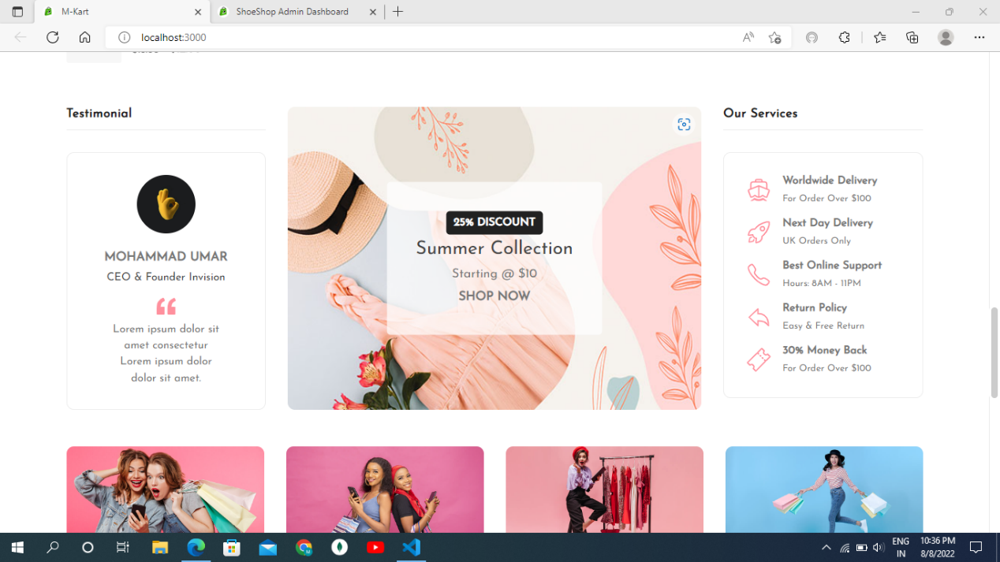 M-Kart
ShoeShop Admin Dashboard
localhost:3000
Testimonial
MOHAMMAD UMAR
CEO & Founder Invision
Lorem ipsum dolor sit
amet consectetur
Lorem ipsum dolor
dolor sit amet.
25% DISCOUNT
Summer Collection
Starting @ $10
SHOP NOW
Our Services
Worldwide Delivery
For Order Over $100
Next Day Delivery
UK Orders Only
Best Online Support
Hours: 8AM - 11PM
Return Policy
Easy & Free Return
30% Money Back
For Order Over $100
ENG
IN
10:36 PM
8/8/2022